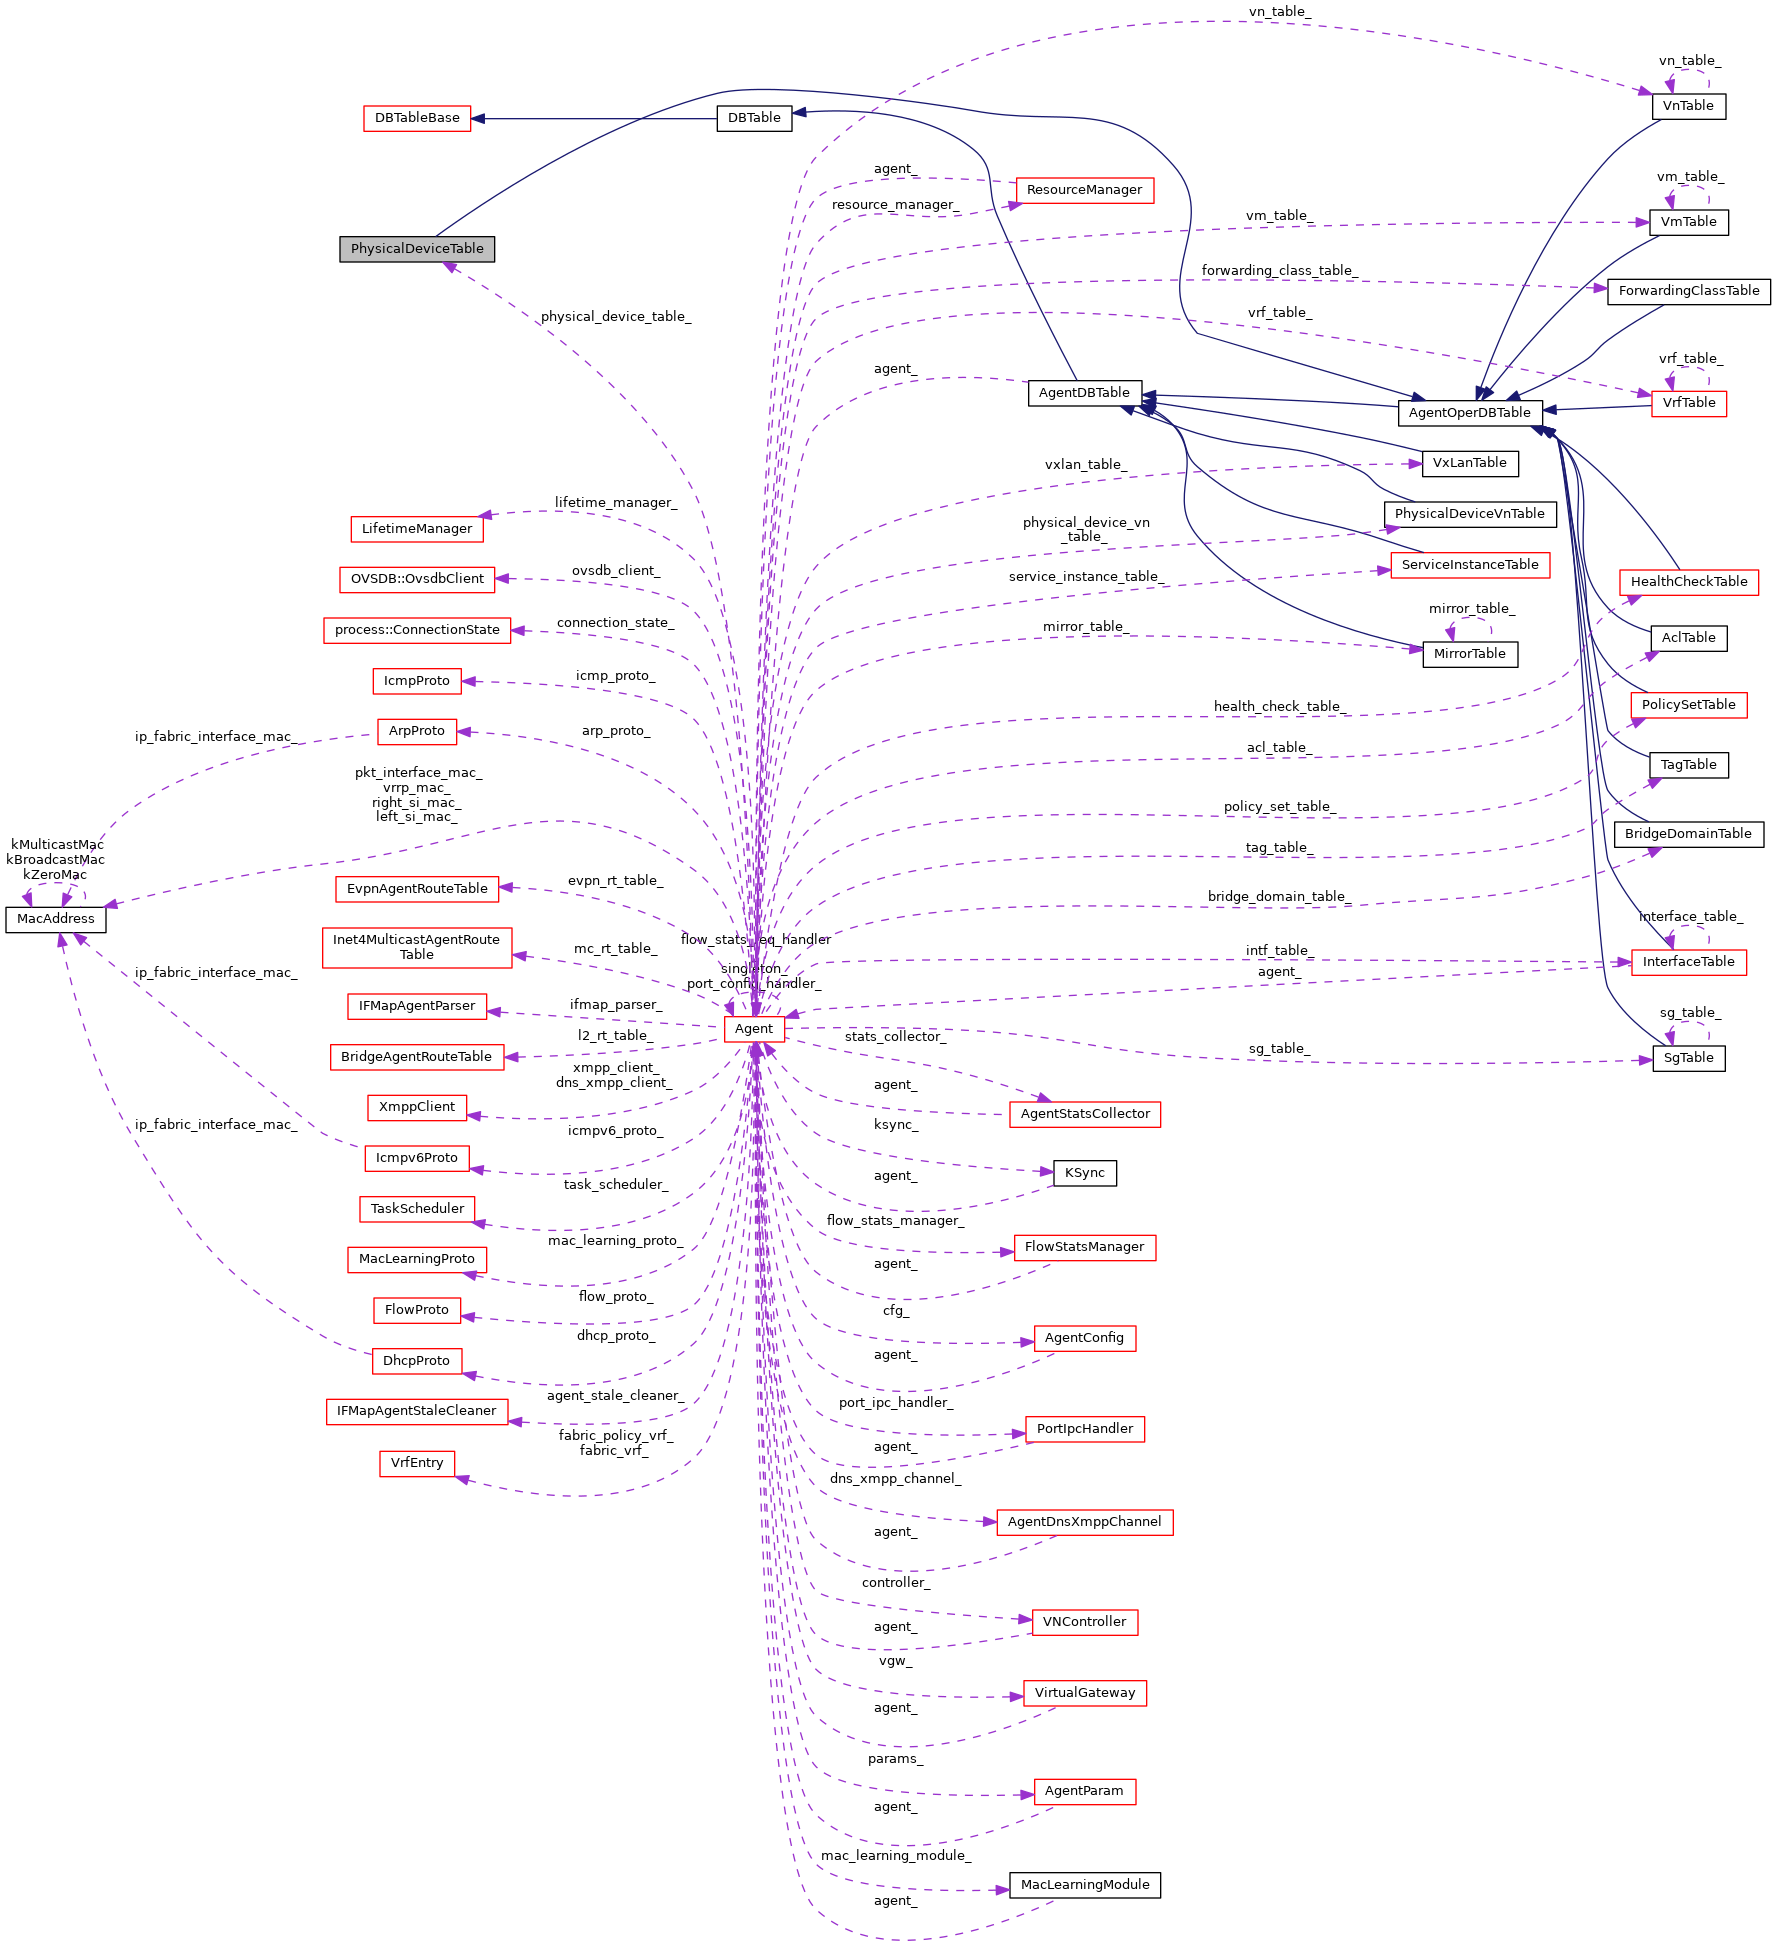 vn_table_
vn_table_
VnTable
DBTableBase
DBTable
agent_
ResourceManager
resource_manager_
vm_table_
vm_table_
VmTable
PhysicalDeviceTable
forwarding_class_table_
ForwardingClassTable
physical_device_table_
vrf_table_
vrf_table_
VrfTable
agent_
AgentDBTable
AgentOperDBTable
vxlan_table_
VxLanTable
lifetime_manager_
LifetimeManager
physical_device_vn
_table_
PhysicalDeviceVnTable
ovsdb_client_
OVSDB::OvsdbClient
service_instance_table_
ServiceInstanceTable
HealthCheckTable
connection_state_
process::ConnectionState
mirror_table_
mirror_table_
MirrorTable
AclTable
icmp_proto_
IcmpProto
health_check_table_
PolicySetTable
ip_fabric_interface_mac_
ArpProto
arp_proto_
acl_table_
TagTable
pkt_interface_mac_
vrrp_mac_
right_si_mac_
left_si_mac_
policy_set_table_
BridgeDomainTable
kMulticastMac
kBroadcastMac
kZeroMac
MacAddress
tag_table_
evpn_rt_table_
EvpnAgentRouteTable
bridge_domain_table_
interface_table_
InterfaceTable
mc_rt_table_
Inet4MulticastAgentRoute
Table
flow_stats_req_handler
singleton_
port_config_handler_
intf_table_
agent_
ip_fabric_interface_mac_
ifmap_parser_
IFMapAgentParser
Agent
sg_table_
sg_table_
SgTable
l2_rt_table_
BridgeAgentRouteTable
stats_collector_
AgentStatsCollector
agent_
xmpp_client_
dns_xmpp_client_
XmppClient
ksync_
KSync
agent_
ip_fabric_interface_mac_
icmpv6_proto_
Icmpv6Proto
task_scheduler_
TaskScheduler
flow_stats_manager_
FlowStatsManager
agent_
mac_learning_proto_
MacLearningProto
flow_proto_
FlowProto
cfg_
AgentConfig
agent_
dhcp_proto_
DhcpProto
agent_stale_cleaner_
IFMapAgentStaleCleaner
port_ipc_handler_
PortIpcHandler
agent_
fabric_policy_vrf_
fabric_vrf_
VrfEntry
dns_xmpp_channel_
AgentDnsXmppChannel
agent_
controller_
VNController
agent_
vgw_
VirtualGateway
agent_
params_
AgentParam
agent_
mac_learning_module_
MacLearningModule
agent_